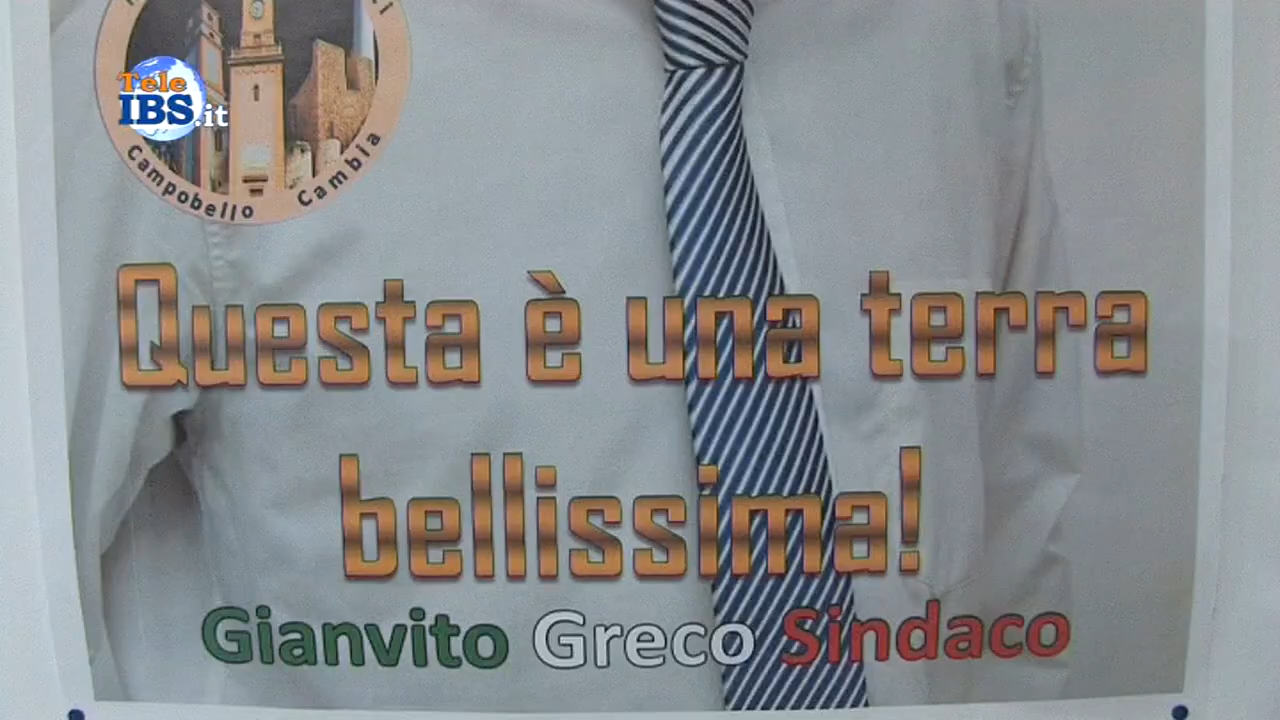 Tele
IBS.it
Campobello Cambia
Questa è una terra
bellissima!
Gianvito Greco Sindaco